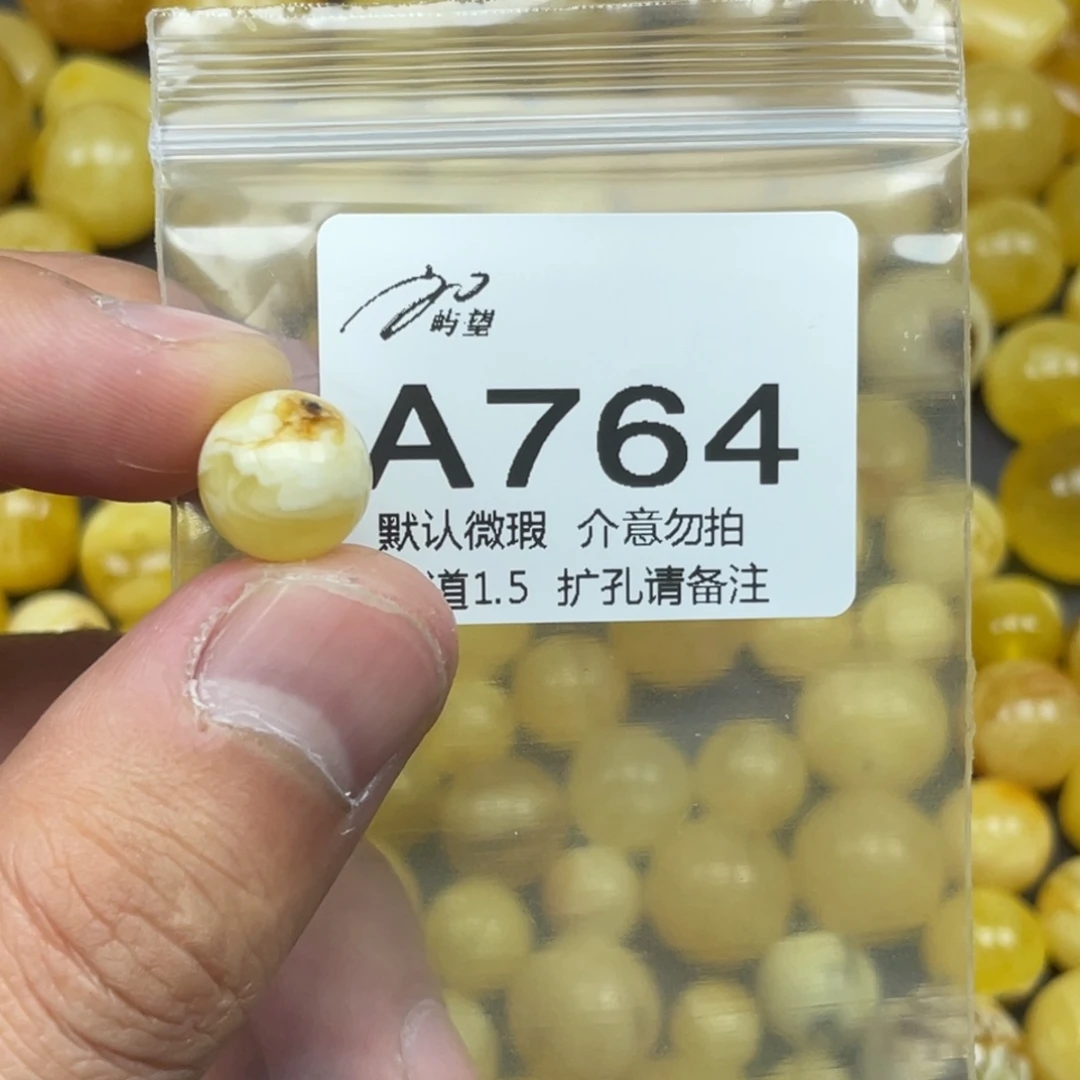 屿望
A764
默认微瑕 介意勿拍
道1.5 扩孔请备注